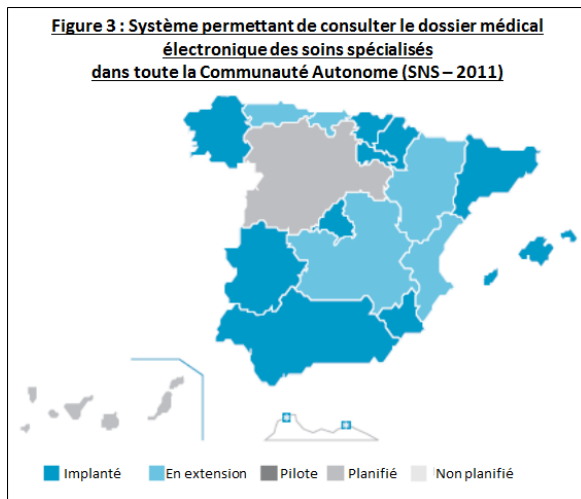 Figure 3 : Système permettant de consulter le dossier médical
électronique des soins spécialisés
dans toute la Communauté Autonome (SNS – 2011)
Implanté En extension Pilote Planifié Non planifié